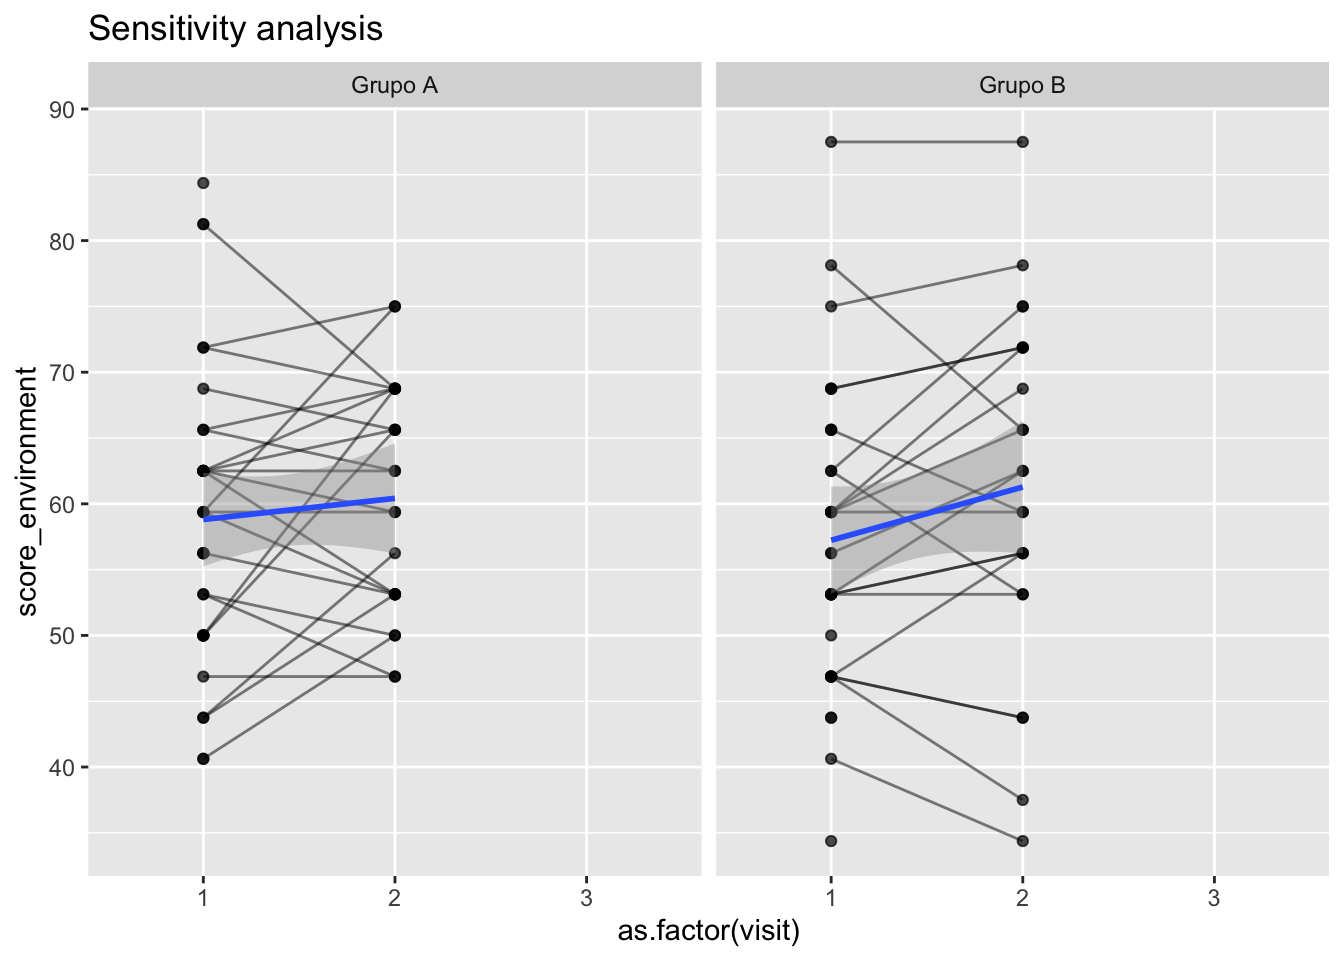 Sensitivity analysis
Grupo A
Grupo B
score_environment
90
80
70
60
50
40
1 2 3 1 2 3
as.factor(visit)